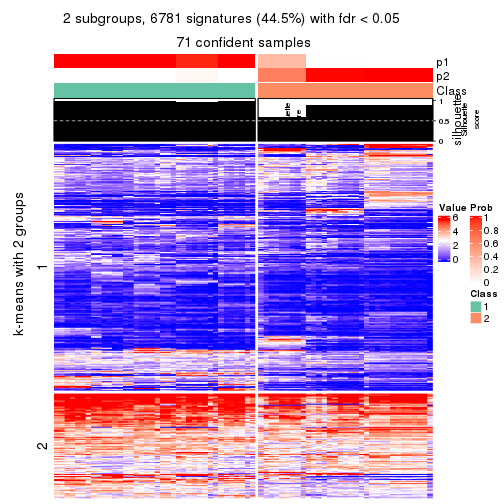 2 subgroups, 6781 signatures (44.5%) with fdr < 0.05
71 confident samples
p1
p2
Class
1
0.5
0
silhouette
Silhouette
score
k-means with 2 groups
1
2
Value
6
4
2
0
Prob
1
0.8
0.6
0.4
0.2
0
Class
1
2